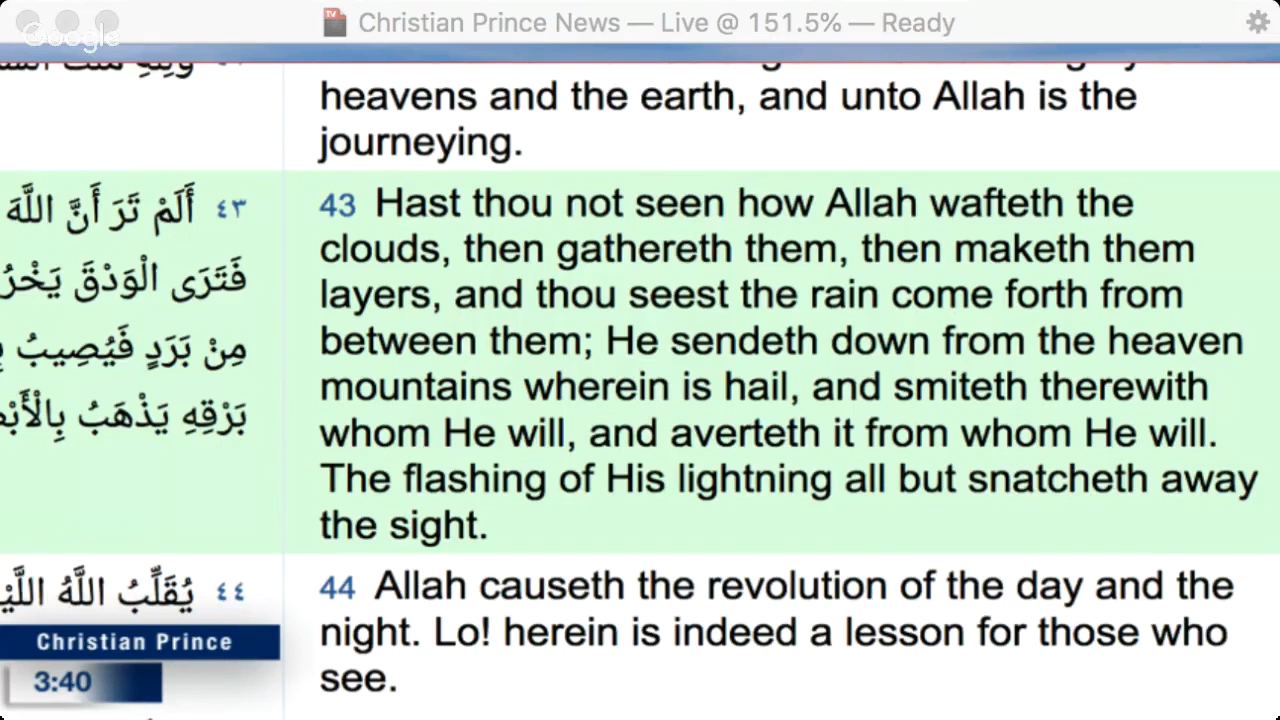 Google
Christian Prince News — Live @ 151.5% — Ready
heavens and the earth, and unto Allah is the
journeying.
٤٣ أَلَمْ تَرَ أَنَّ اللَّهَ
فَتَرَى الْوَدْقَ
مِنْ بَرَدٍ فَيُصِيبُ
بَرْقِهِ يَذْهَبُ
43 Hast thou not seen how Allah wafteth the
clouds, then gathereth them, then maketh them
layers, and thou seest the rain come forth from
between them; He sendeth down from the heaven
mountains wherein is hail, and smiteth therewith
whom He will, and averteth it from whom He will.
The flashing of His lightning all but snatcheth away
the sight.
٤٤ يُقَلِّبُ اللَّهُ
44 Allah causeth the revolution of the day and the
night. Lo! herein is indeed a lesson for those who
see.
Christian Prince
3:40